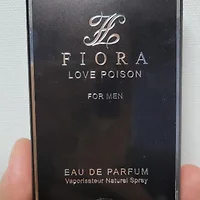 FIORA
LOVE POISON
FOR MEN
EAU DE PARFUM
Vaporisateur Natural Spray